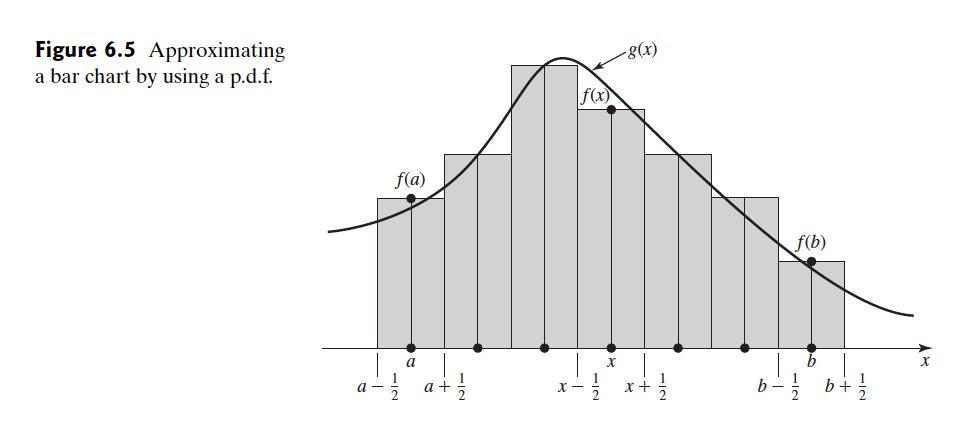 Figure 6.5 Approximating
a bar chart by using a p.d.f.
g(x)
f(x)
f(a)
f(b)
a x b x
a − 1/2 a + 1/2 x − 1/2 x + 1/2 b − 1/2 b + 1/2